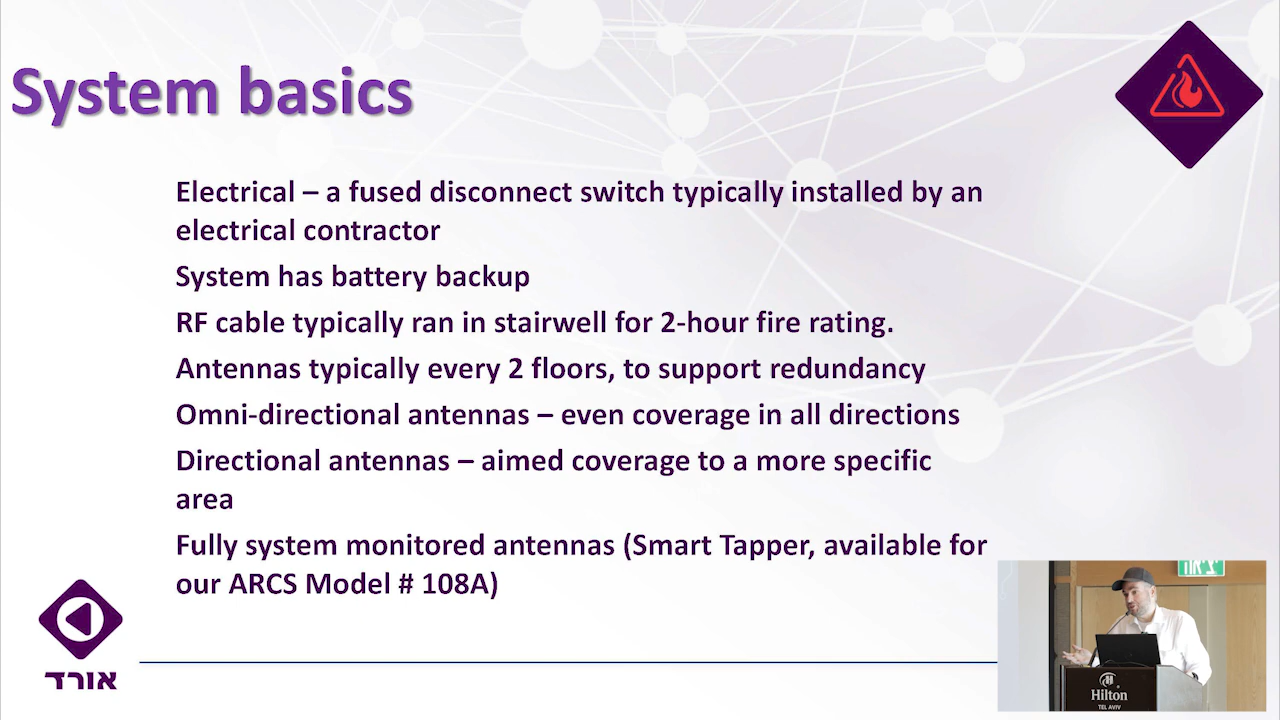 System basics
Electrical – a fused disconnect switch typically installed by an
electrical contractor
System has battery backup
RF cable typically ran in stairwell for 2-hour fire rating.
Antennas typically every 2 floors, to support redundancy
Omni-directional antennas – even coverage in all directions
Directional antennas – aimed coverage to a more specific
area
Fully system monitored antennas (Smart Tapper, available for
our ARCS Model # 108A)
אורד
יציאה
Hilton
TEL AVIV